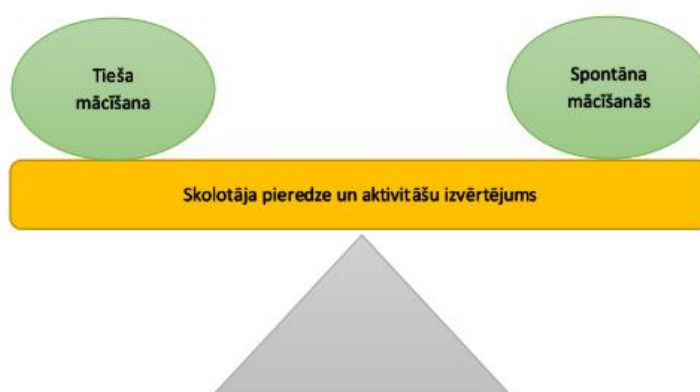 Tieša
mācīšana
Spontāna
mācīšanās
Skolotāja pieredze un aktivitāšu izvērtējums